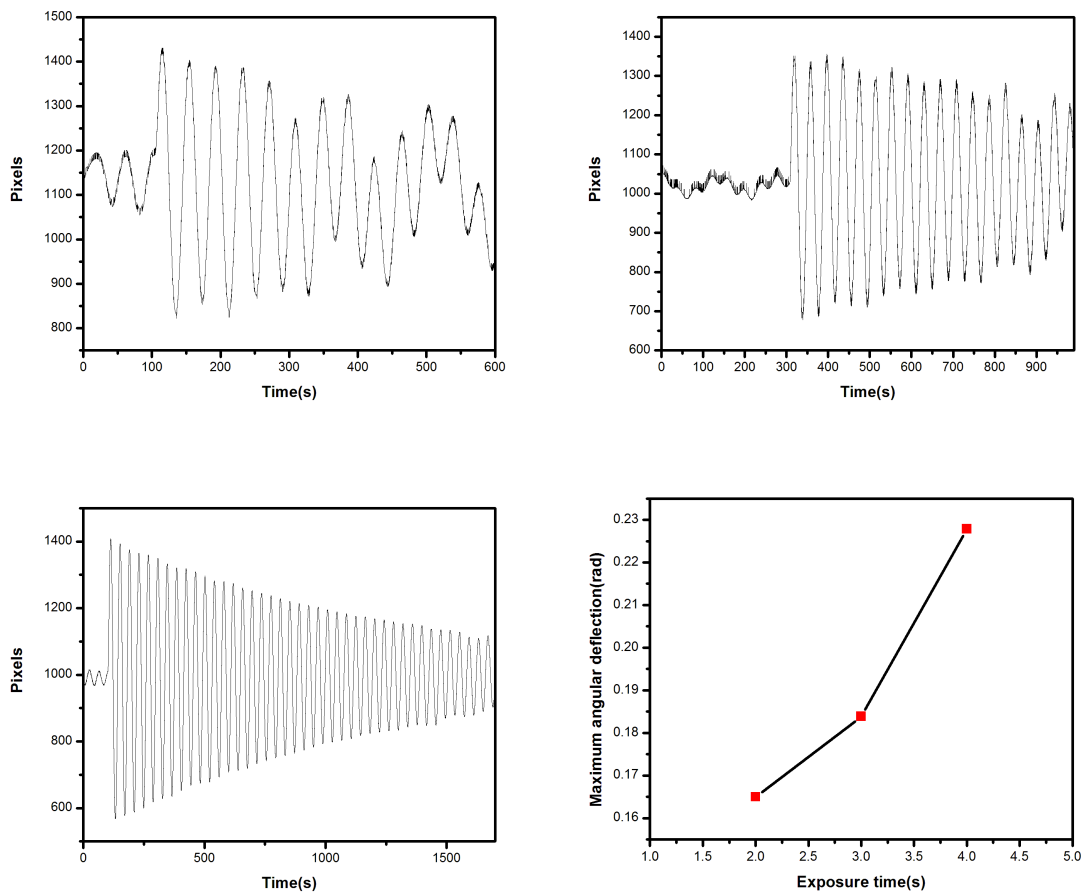 1500
1400
1300
1200
1100
1000
900
800
Pixels
0 100 200 300 400 500 600
Time(s)
1400
1300
1200
1100
1000
900
800
700
600
Pixels
0 100 200 300 400 500 600 700 800 900
Time(s)
1400
1200
1000
800
600
Pixels
0 500 1000 1500
Time(s)
0.23
0.22
0.21
0.20
0.19
0.18
0.17
0.16
Maximum angular deflection(rad)
1.0 1.5 2.0 2.5 3.0 3.5 4.0 4.5 5.0
Exposure time(s)